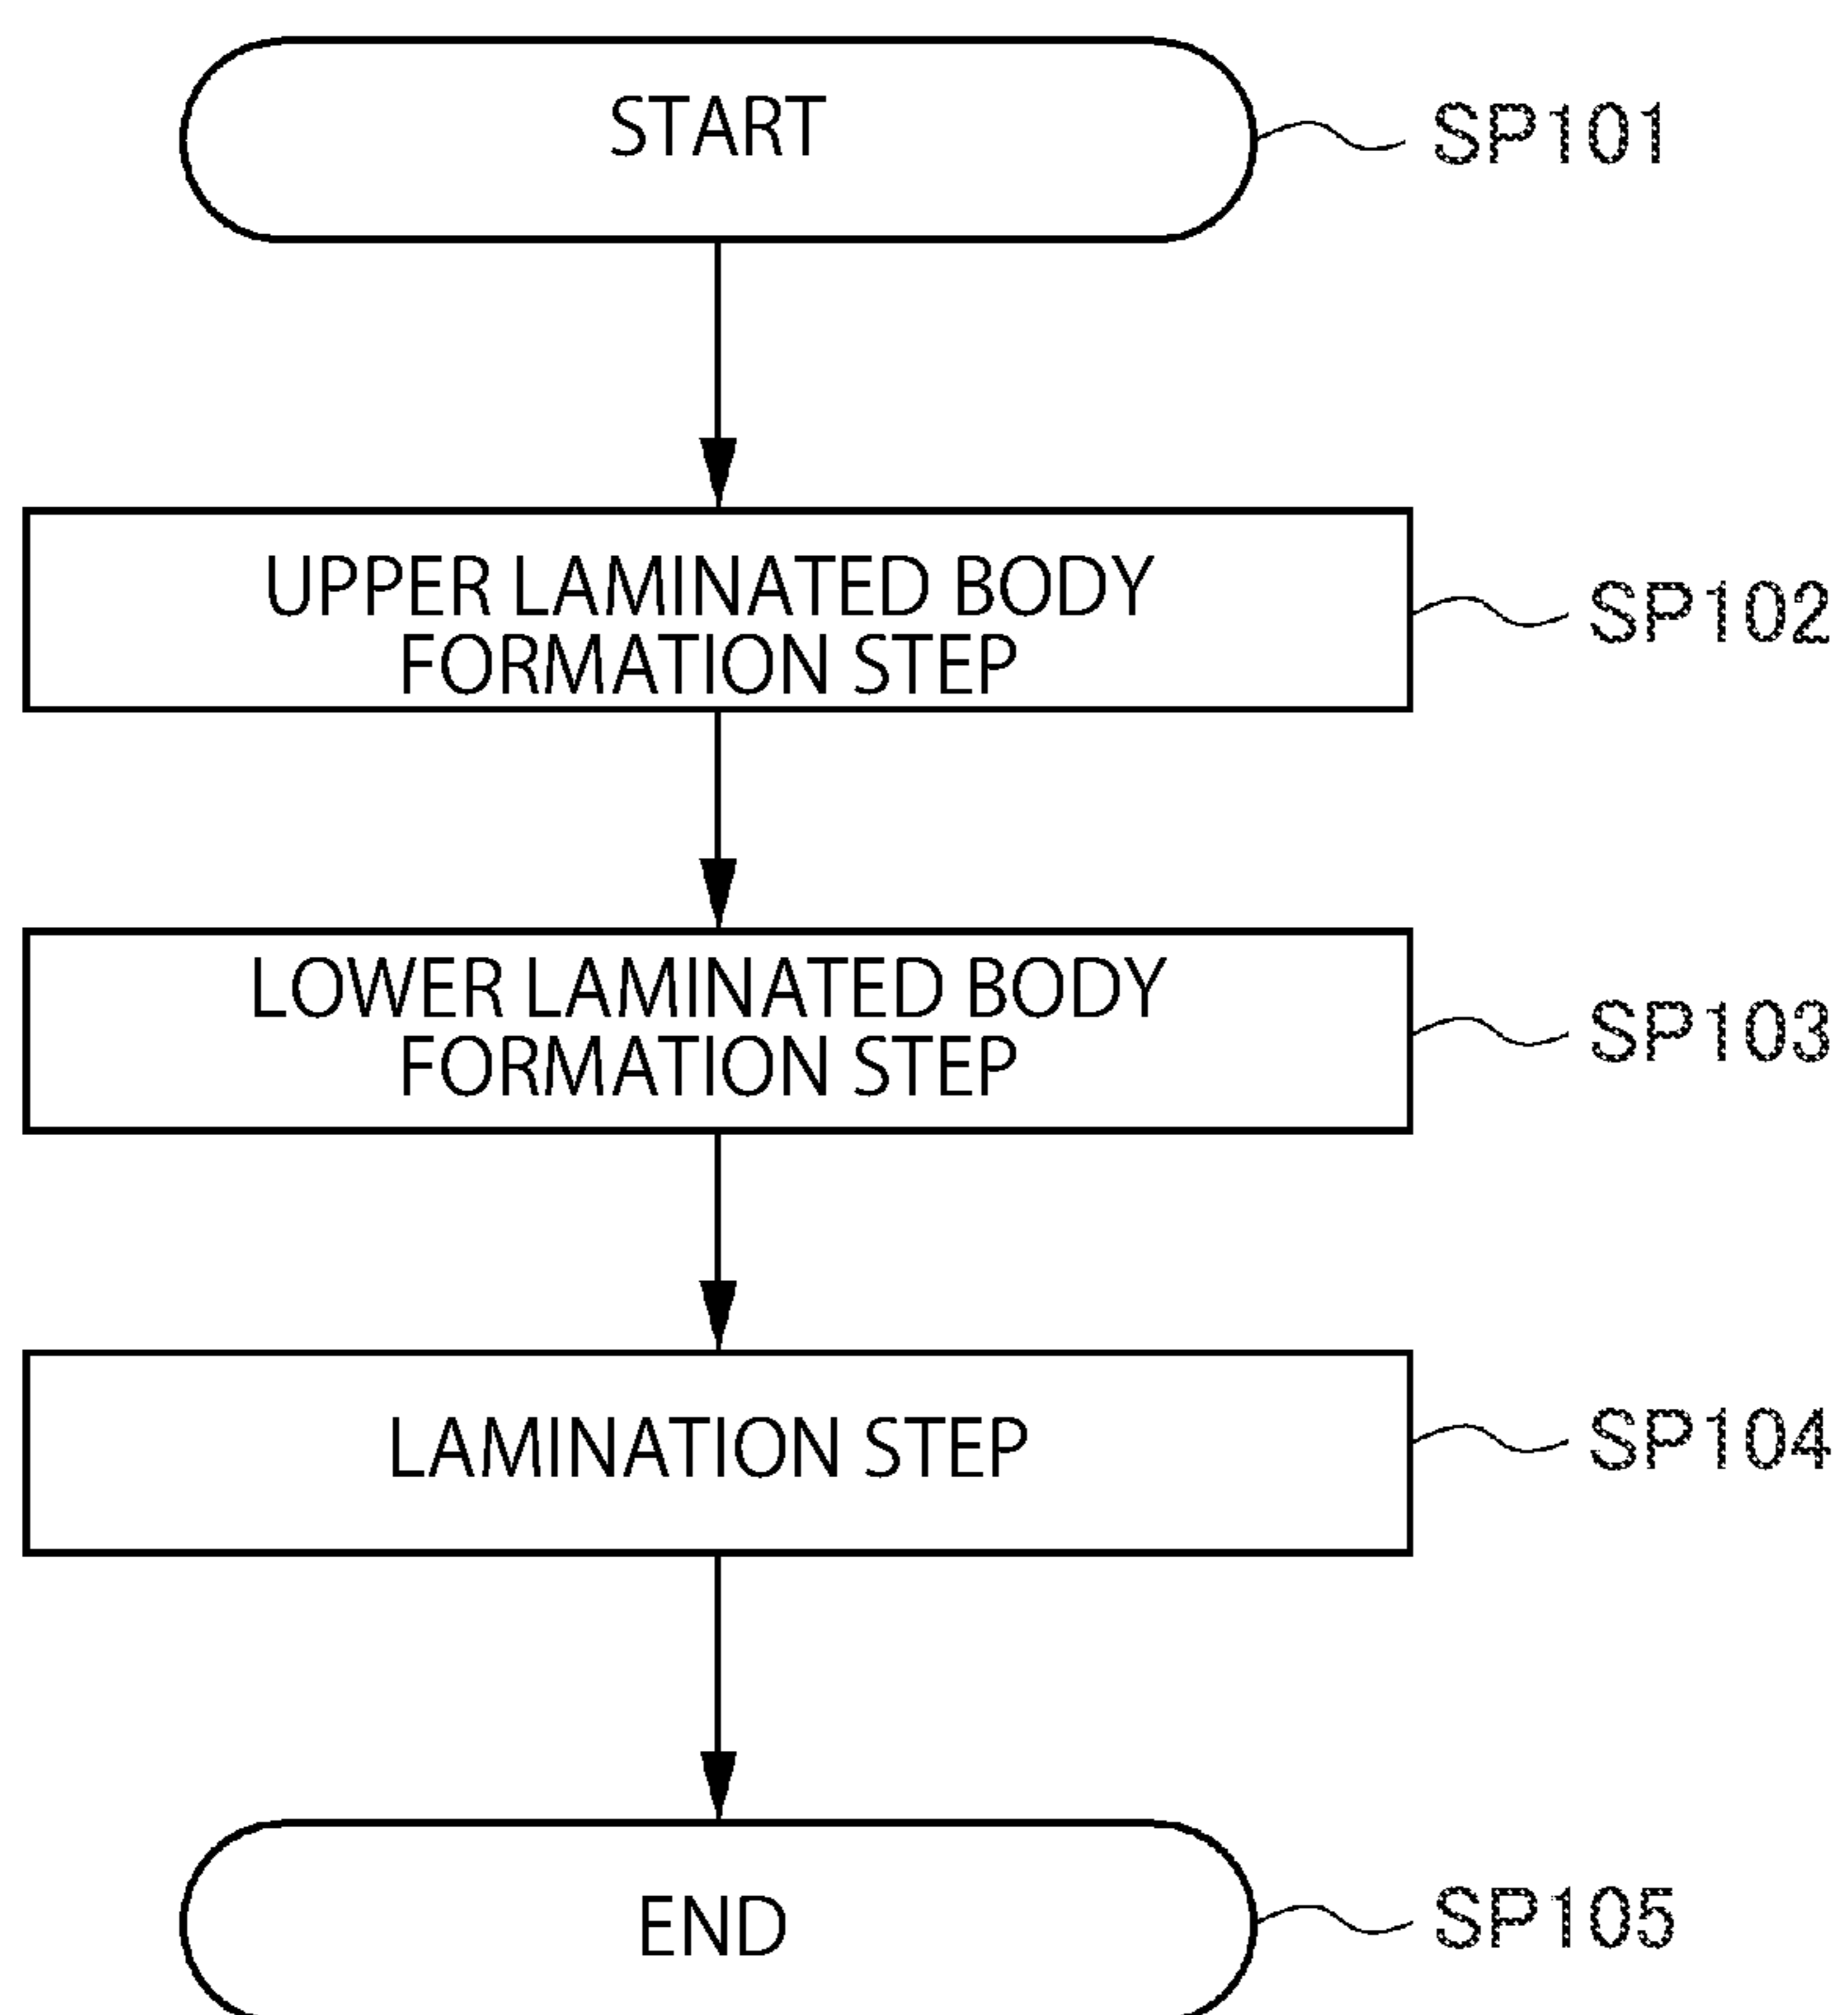 START
SP101
UPPER LAMINATED BODY
FORMATION STEP
SP102
LOWER LAMINATED BODY
FORMATION STEP
SP103
LAMINATION STEP
SP104
END
SP105